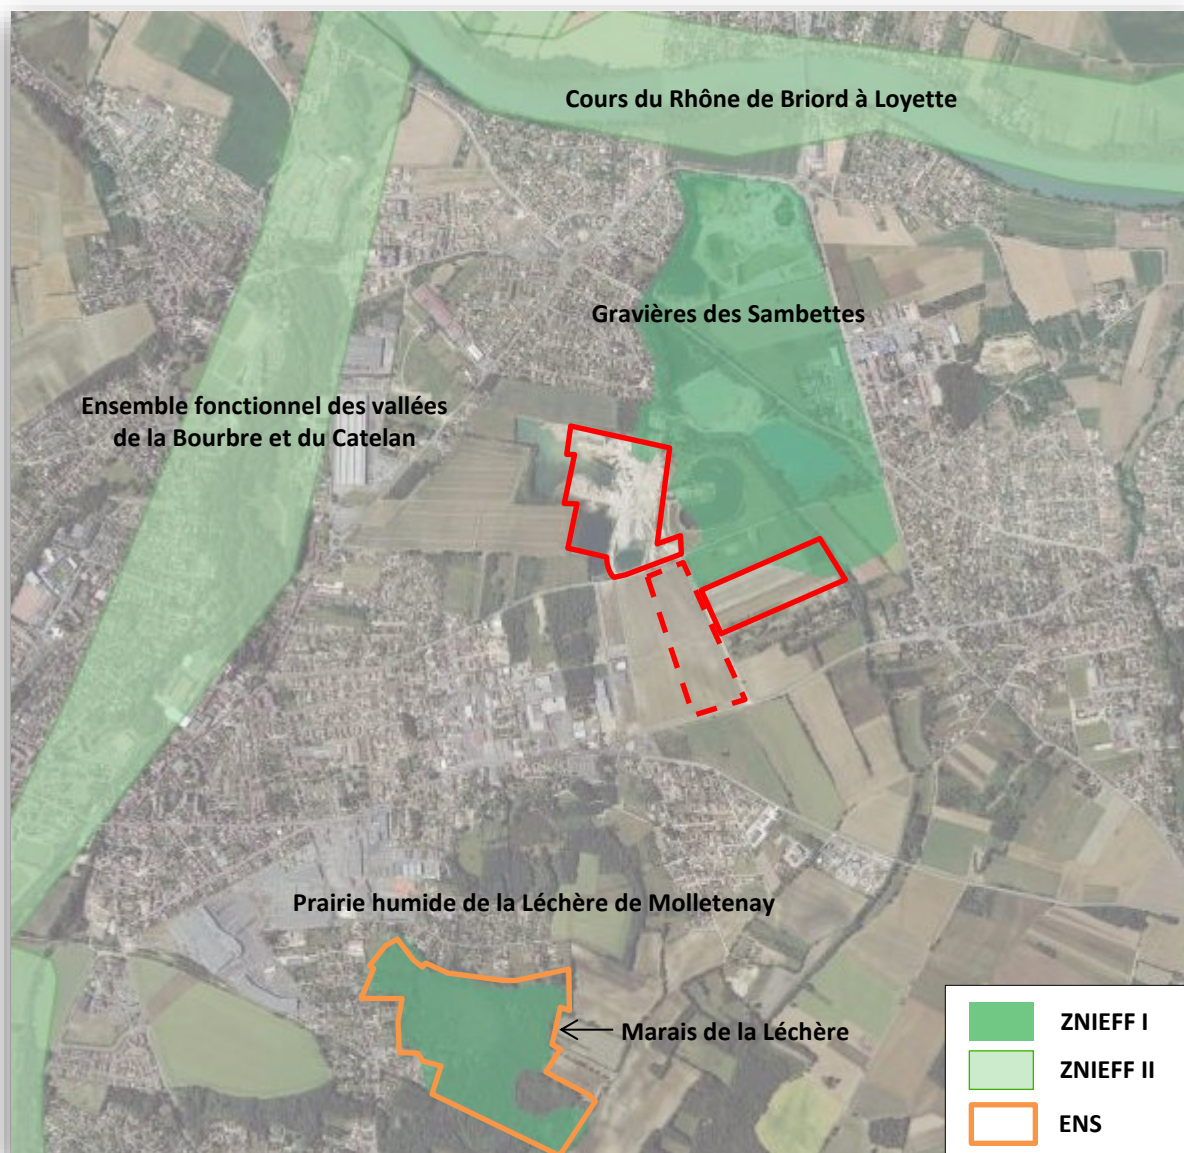 Cours du Rhône de Briord à Loyette
Gravières des Sambettes
Ensemble fonctionnel des vallées
de la Bourbre et du Catelan
Prairie humide de la Léchère de Molletenay
Marais de la Léchère
ZNIEFF I
ZNIEFF II
ENS